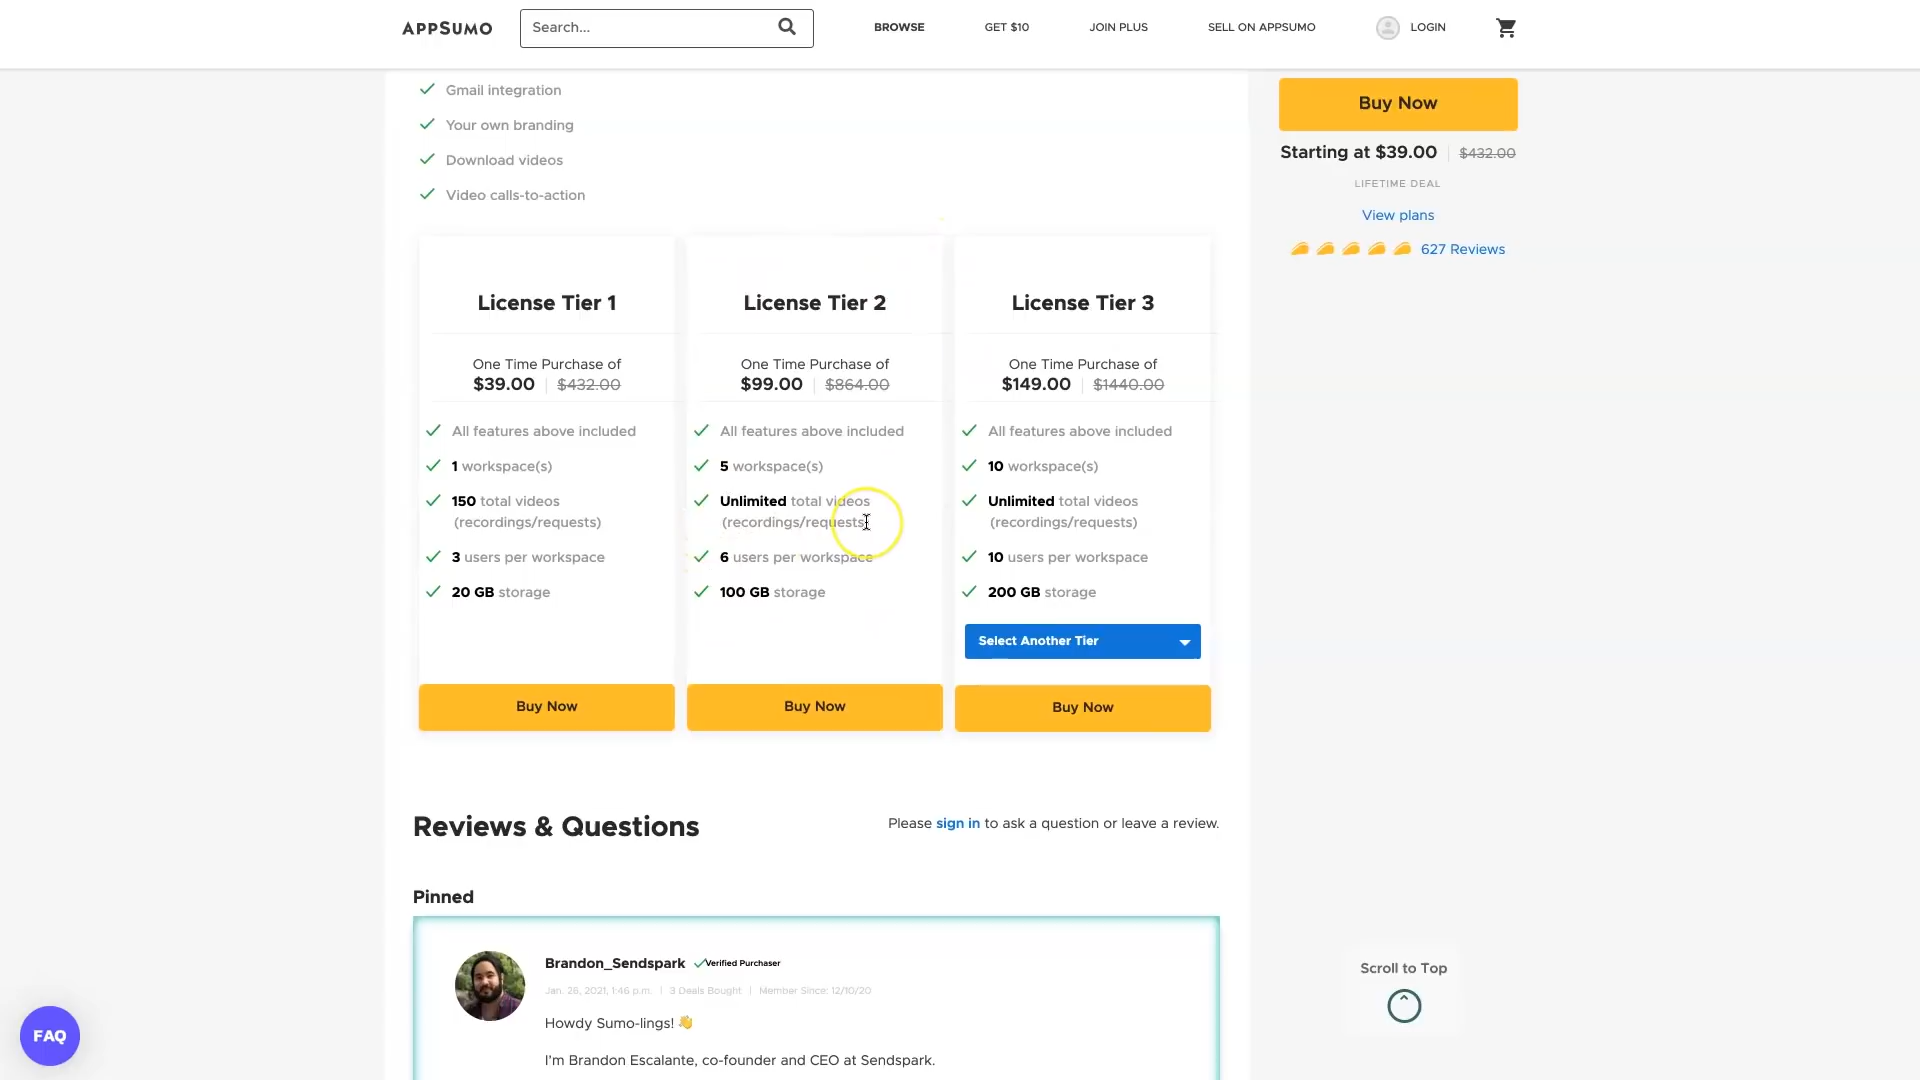 APPSUMO
Search...
BROWSE
GET $10
JOIN PLUS
SELL ON APPSUMO
LOGIN
Gmail integration
Your own branding
Download videos
Video calls-to-action
Buy Now
Starting at $39.00 | $432.00
LIFETIME DEAL
View plans
627 Reviews
License Tier 1
One Time Purchase of
$39.00 | $432.00
All features above included
1 workspace(s)
150 total videos
(recordings/requests)
3 users per workspace
20 GB storage
Buy Now
License Tier 2
One Time Purchase of
$99.00 | $864.00
All features above included
5 workspace(s)
Unlimited total videos
(recordings/requests)
6 users per workspace
100 GB storage
Buy Now
License Tier 3
One Time Purchase of
$149.00 | $1440.00
All features above included
10 workspace(s)
Unlimited total videos
(recordings/requests)
10 users per workspace
200 GB storage
Select Another Tier
Buy Now
Reviews & Questions
Please sign in to ask a question or leave a review.
Pinned
Brandon_Sendspark Verified Purchaser
Jan. 28, 2021, 1:46 p.m. | 3 Deals Bought | Member Since: 12/10/20
Howdy Sumo-lings! 👋
I'm Brandon Escalante, co-founder and CEO at Sendspark.
Scroll to Top
FAQ